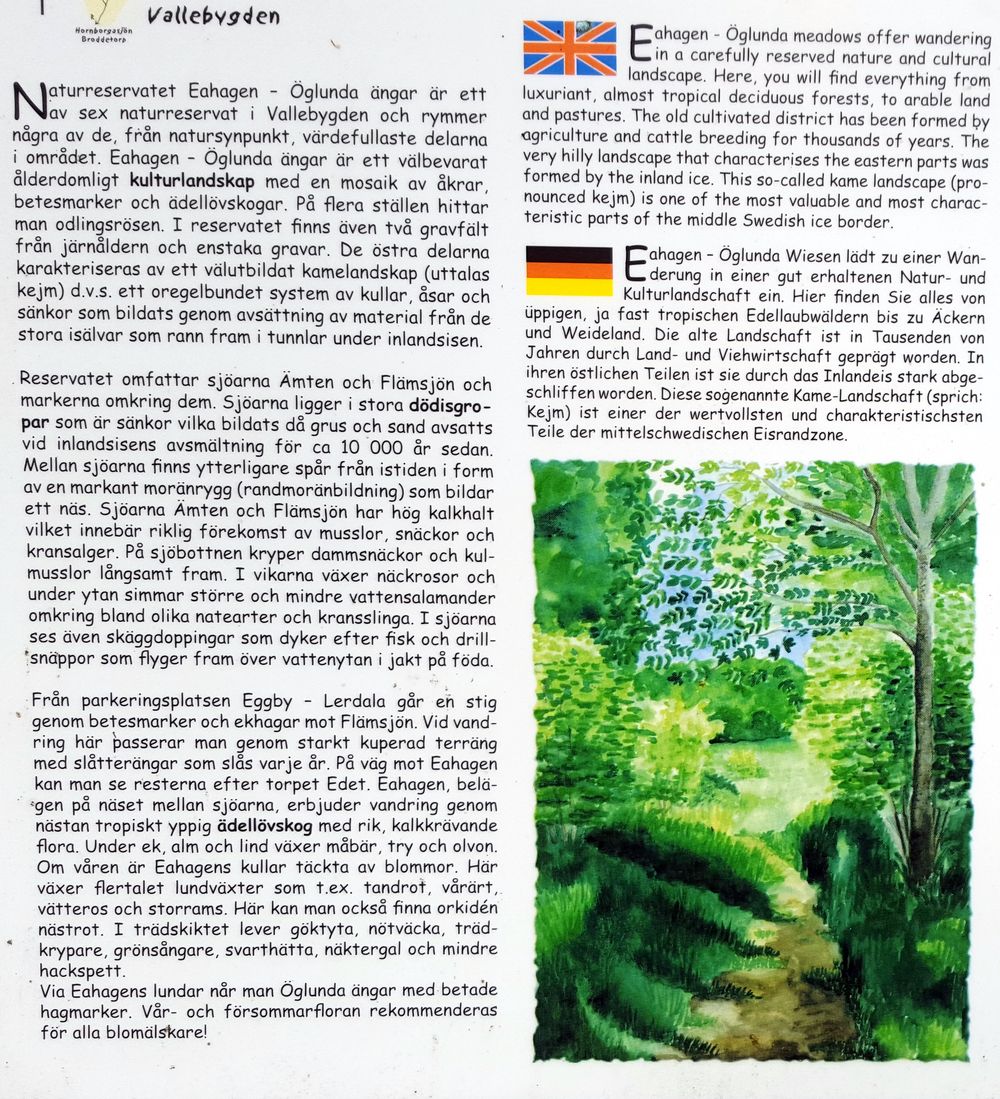 Vallebygden
Hornborgasjön
Broddetorp
Naturreservatet Eahagen - Öglunda ängar är ett
av sex naturreservat i Vallebygden och rymmer
några av de, från natursynpunkt, värdefullaste delarna
i området. Eahagen - Öglunda ängar är ett välbevarat
ålderdomligt kulturlandskap med en mosaik av åkrar,
betesmarker och ädellövskogar. På flera ställen hittar
man odlingsrösen. I reservatet finns även två gravfält
från järnåldern och enstaka gravar. De östra delarna
karakteriseras av ett välutbildat kamelandskap (uttalas
kejm) d.v.s. ett oregelbundet system av kullar, åsar och
sänkor som bildats genom avsättning av material från de
stora isälvar som rann fram i tunnlar under inlandsisen.
Reservatet omfattar sjöarna Ämten och Flämsjön och
markerna omkring dem. Sjöarna ligger i stora dödisgro-
par som är sänkor vilka bildats då grus och sand avsatts
vid inlandsisens avsmältning för ca 10 000 år sedan.
Mellan sjöarna finns ytterligare spår från istiden i form
av en markant moränrygg (randmoränbildning) som bildar
ett näs. Sjöarna Ämten och Flämsjön har hög kalkhalt
vilket innebär riklig förekomst av musslor, snäckor och
kransalger. På sjöbottnen kryper dammsnäckor och kul-
musslor långsamt fram. I vikarna växer näckrosor och
under ytan simmar större och mindre vattensalamander
omkring bland olika natearter och kransslinga. I sjöarna
ses även skäggdoppingar som dyker efter fisk och drill-
snäppor som flyger fram över vattenytan i jakt på föda.
Från parkeringsplatsen Eggby - Lerdala går en stig
genom betesmarker och ekhagar mot Flämsjön. Vid vand-
ring här passerar man genom starkt kuperad terräng
med slåtterängar som slås varje år. På väg mot Eahagen
kan man se resterna efter torpet Edet. Eahagen, belä-
gen på näset mellan sjöarna, erbjuder vandring genom
nästan tropiskt yppig ädellövskog med rik, kalkkrävande
flora. Under ek, alm och lind växer måbär, try och olvon.
Om våren är Eahagens kullar täckta av blommor. Här
växer flertalet lundväxter som t.ex. tandrot, vårärt,
vätteros och storrams. Här kan man också finna orkidén
nästrot. I trädskiktet lever göktyta, nötväcka, träd-
krypare, grönsångare, svarthätta, näktergal och mindre
hackspett.
Via Eahagens lundar når man Öglunda ängar med betade
hagmarker. Vår- och försommarfloran rekommenderas
för alla blomälskare!
Eahagen - Öglunda meadows offer wandering
in a carefully reserved nature and cultural
landscape. Here, you will find everything from
luxuriant, almost tropical deciduous forests, to arable land
and pastures. The old cultivated district has been formed by
agriculture and cattle breeding for thousands of years. The
very hilly landscape that characterises the eastern parts was
formed by the inland ice. This so-called kame landscape (pro-
nounced kejm) is one of the most valuable and most charac-
teristic parts of the middle Swedish ice border.
Eahagen - Öglunda Wiesen lädt zu einer Wan-
derung in einer gut erhaltenen Natur- und
Kulturlandschaft ein. Hier finden Sie alles von
üppigen, ja fast tropischen Edellaubwäldern bis zu Äckern
und Weideland. Die alte Landschaft ist in Tausenden von
Jahren durch Land- und Viehwirtschaft geprägt worden. In
ihren östlichen Teilen ist sie durch das Inlandeis stark abge-
schliffen worden. Diese sogenannte Kame-Landschaft (sprich:
Kejm) ist einer der wertvollsten und charakteristischsten
Teile der mittelschwedischen Eisrandzone.